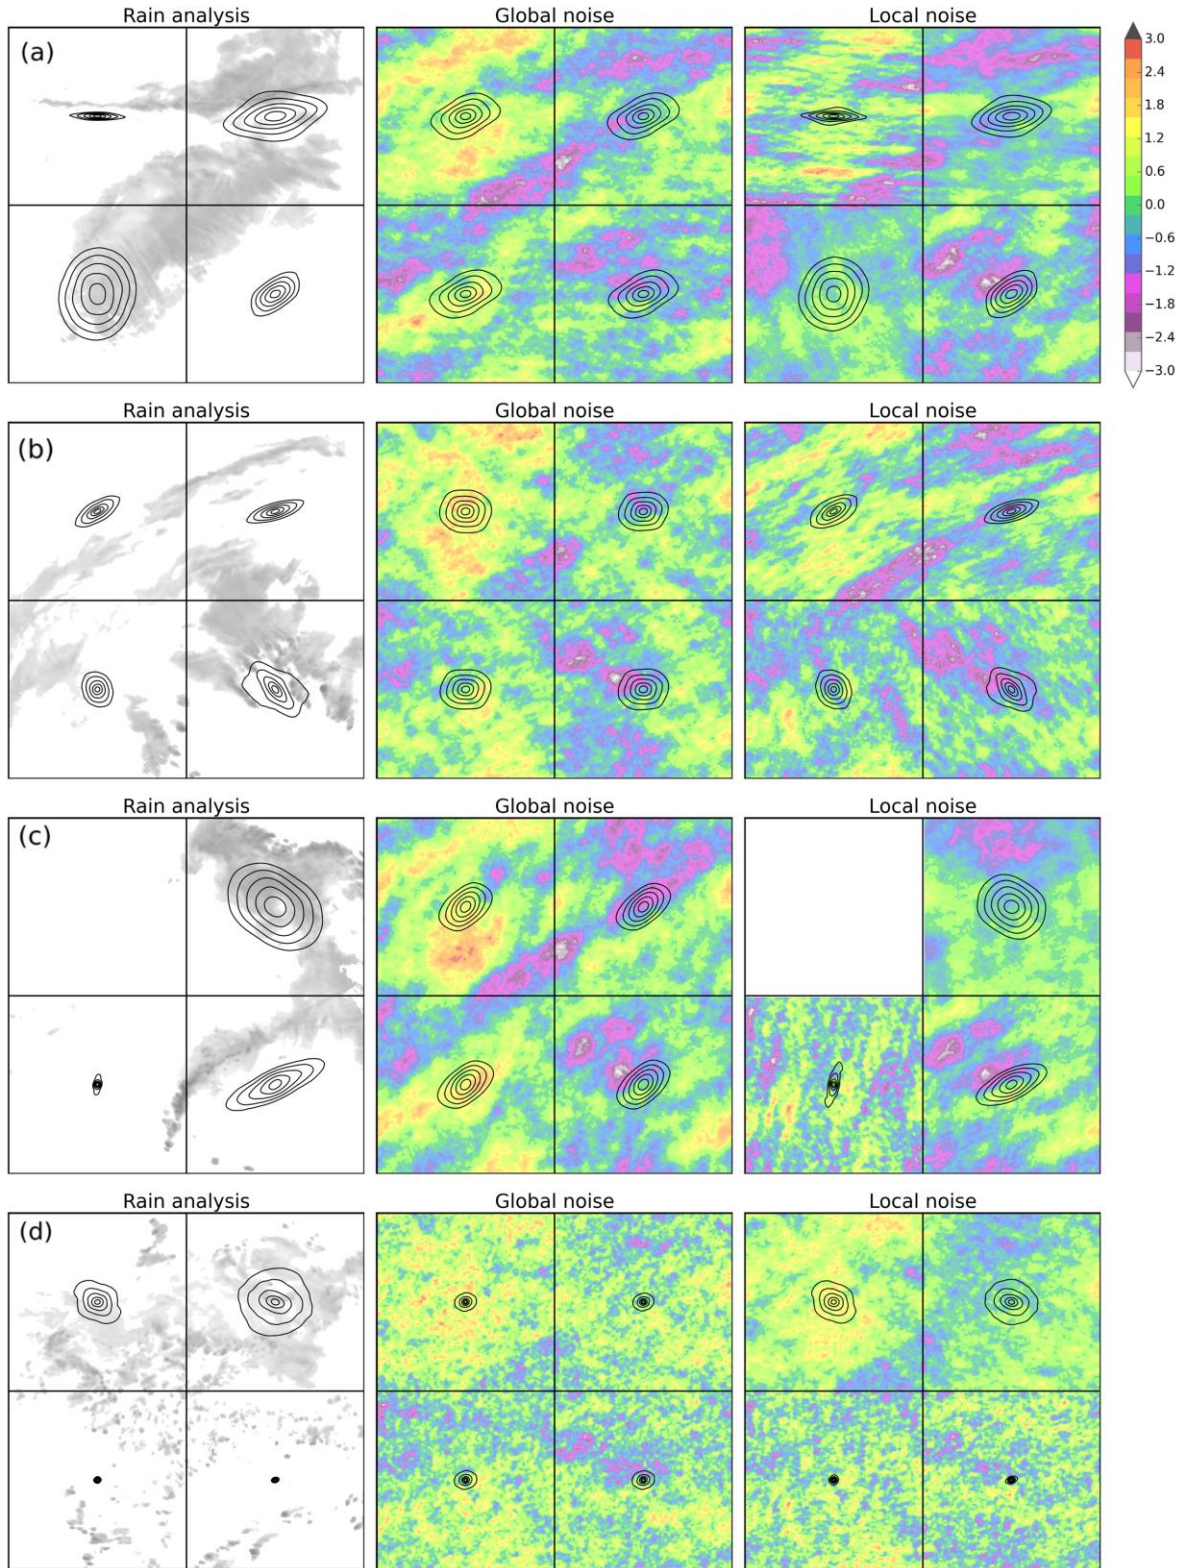 Rain analysis Global noise Local noise
(a)
3.0
2.4
1.8
1.2
0.6
0.0
−0.6
−1.2
−1.8
−2.4
−3.0
Rain analysis Global noise Local noise
(b)
Rain analysis Global noise Local noise
(c)
Rain analysis Global noise Local noise
(d)